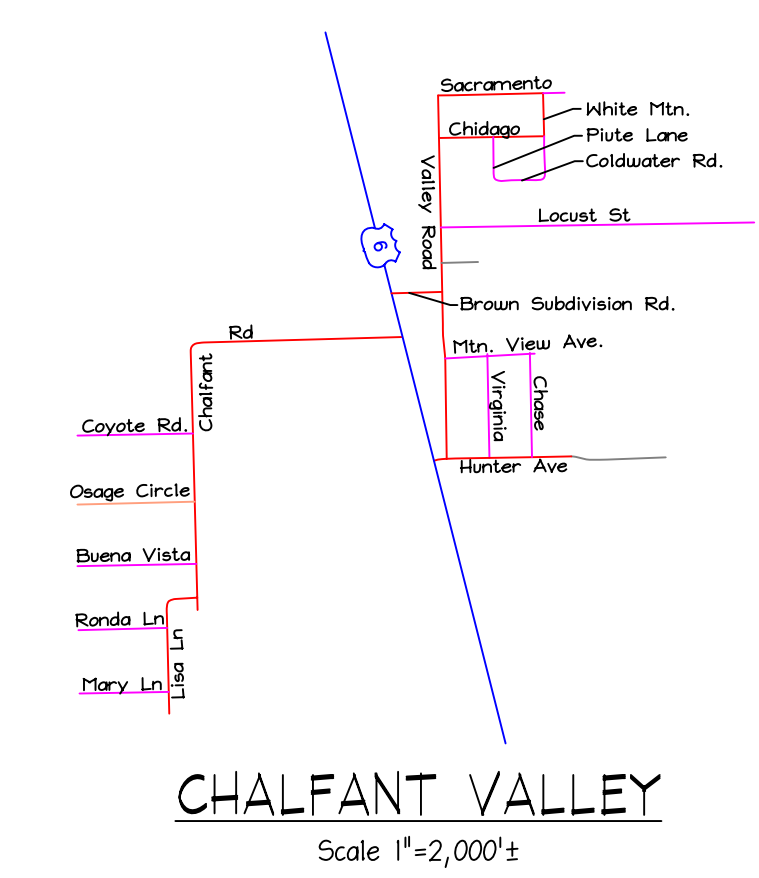 Sacramento
White Mtn.
Chidago
Piute Lane
Coldwater Rd.
Valley Road
Locust St
6
Brown Subdivision Rd.
Rd
Chalfant
Mtn. View Ave.
Virginia
Chase
Coyote Rd.
Hunter Ave
Osage Circle
Buena Vista
Ronda Ln
Lisa Ln
Mary Ln
CHALFANT VALLEY
Scale 1"=2,000'±